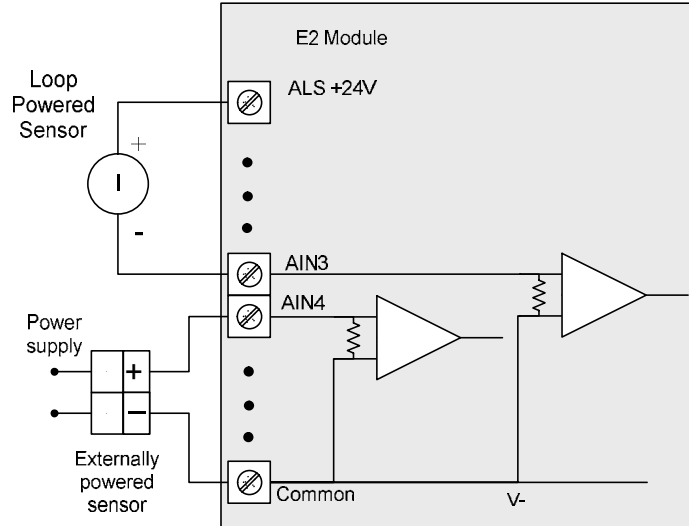 E2 Module
ALS +24V
Loop
Powered
Sensor
+
I
-
AIN3
AIN4
Power
supply
+
–
Externally
powered
sensor
Common
V-